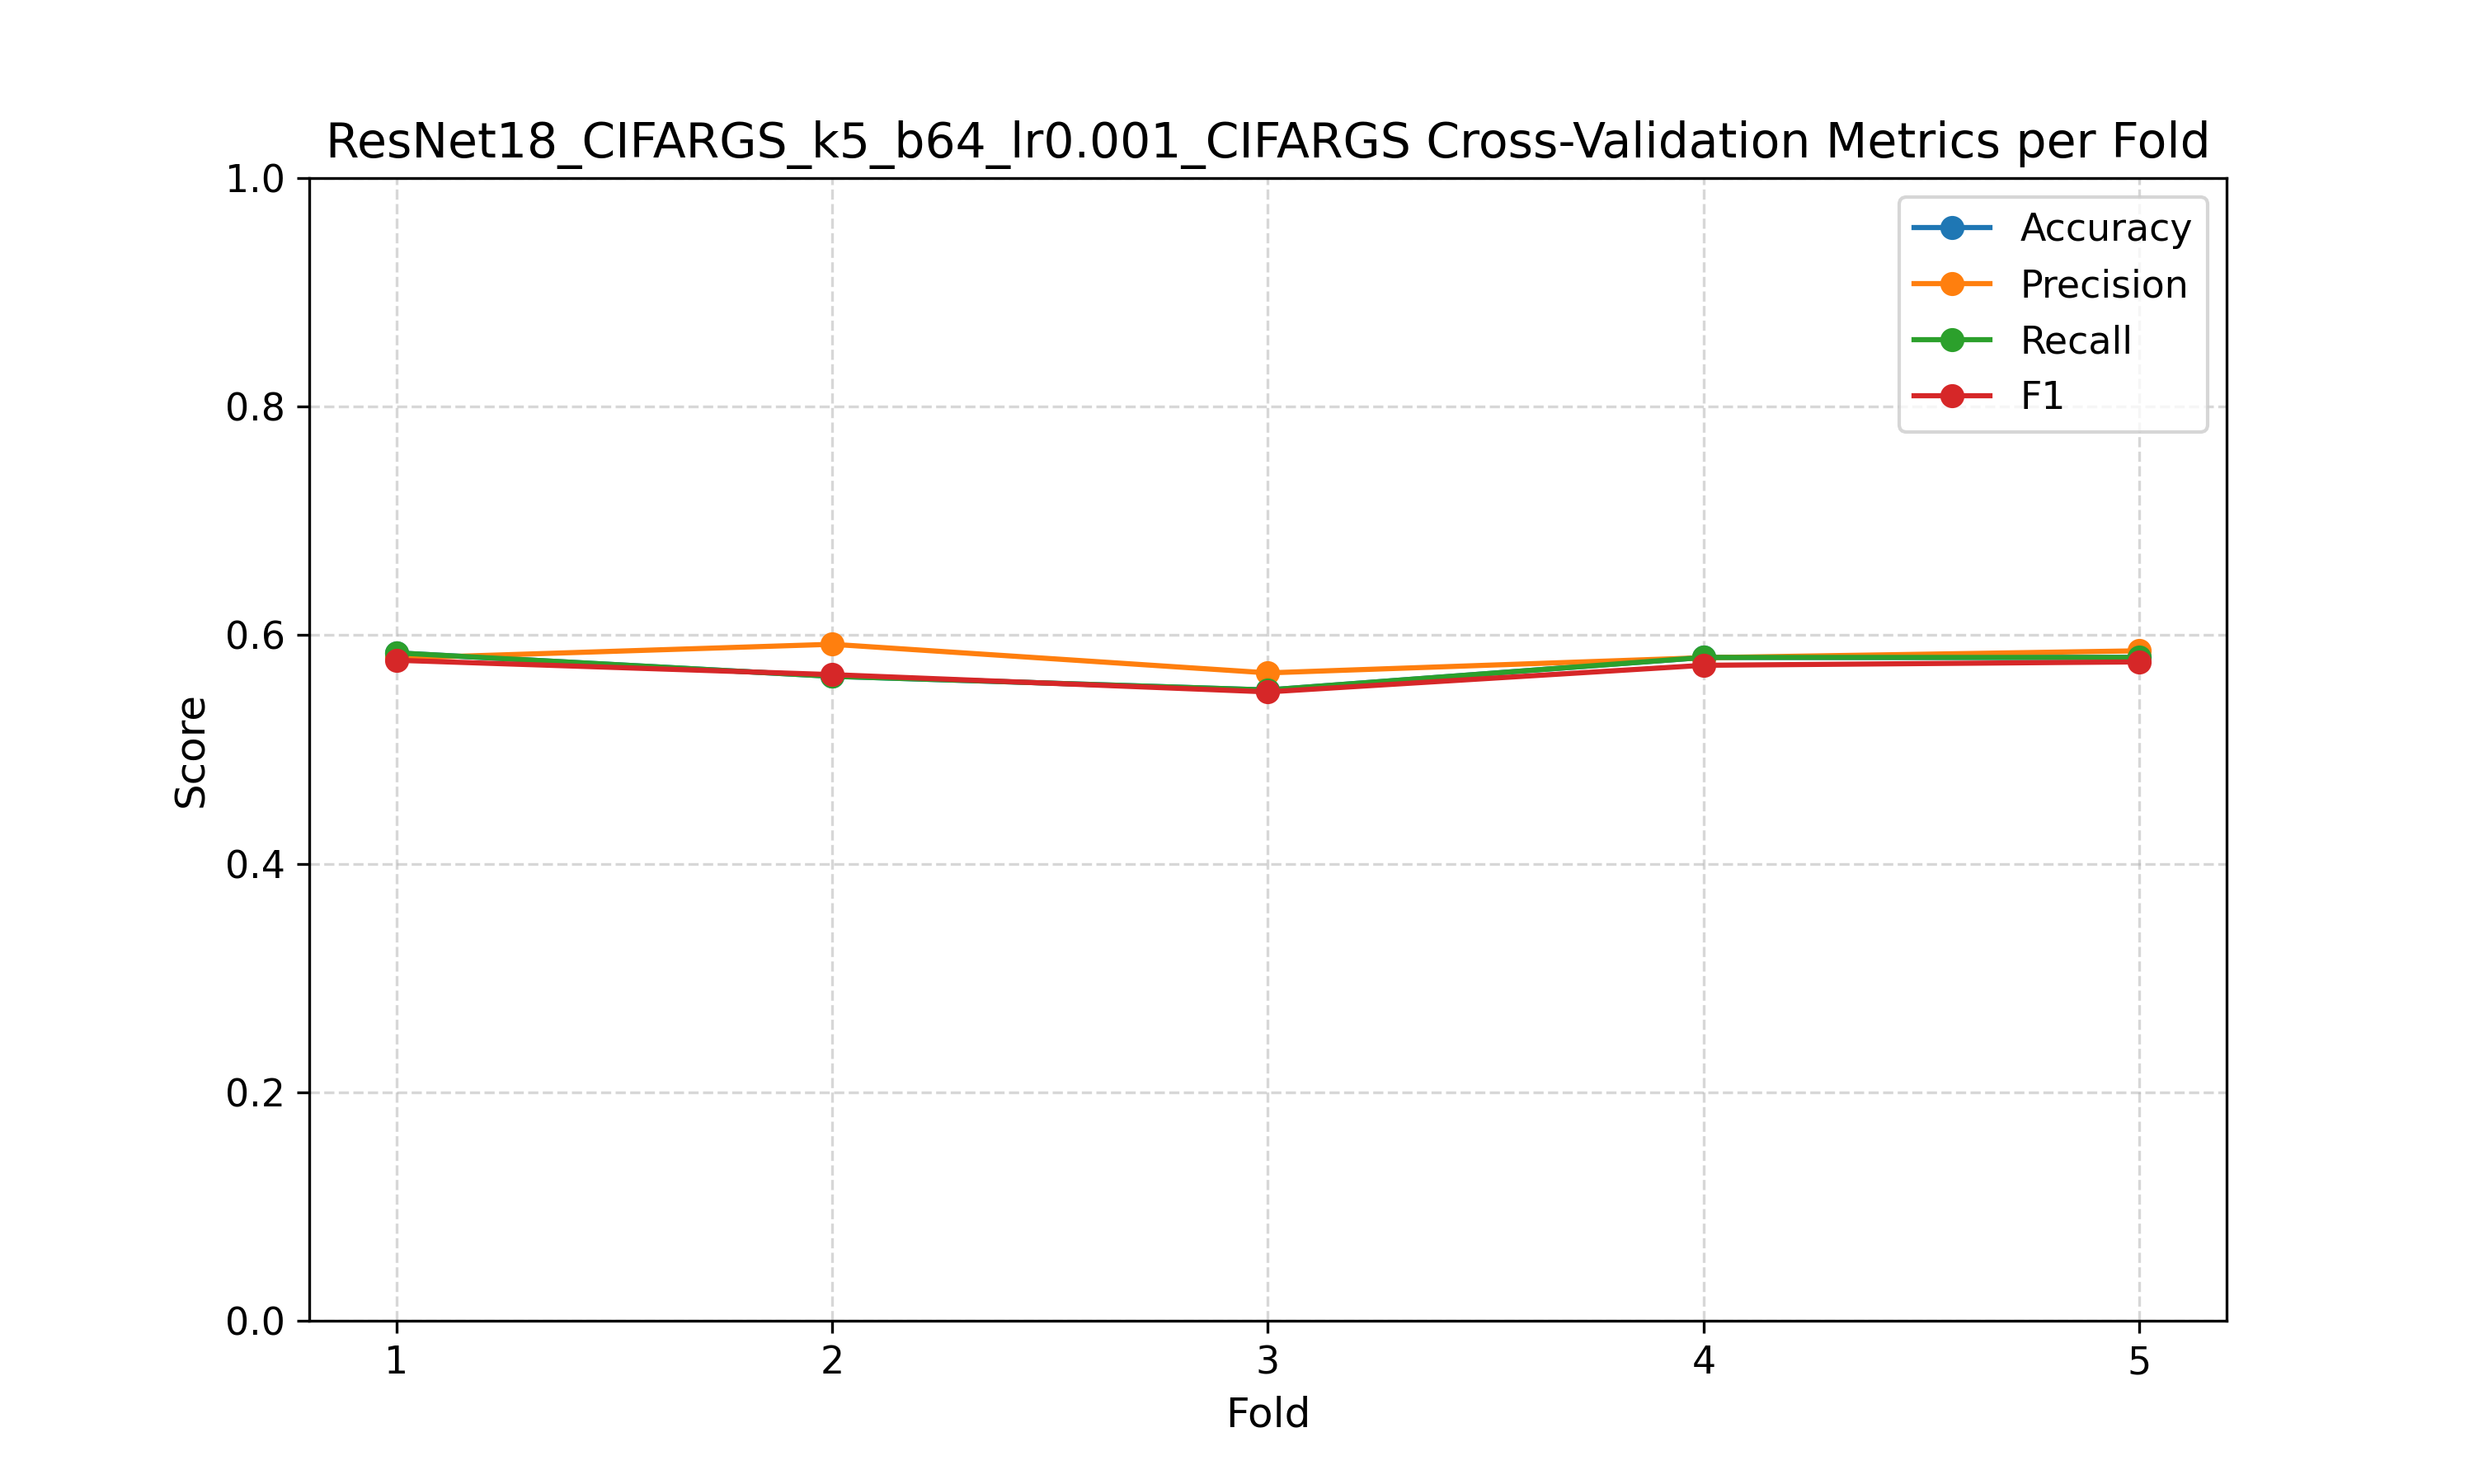 ResNet18_CIFARGS_k5_b64_lr0.001_CIFARGS Cross-Validation Metrics per Fold
1.0
0.8
0.6
0.4
0.2
0.0
Score
Accuracy
Precision
Recall
F1
1 2 3 4 5
Fold